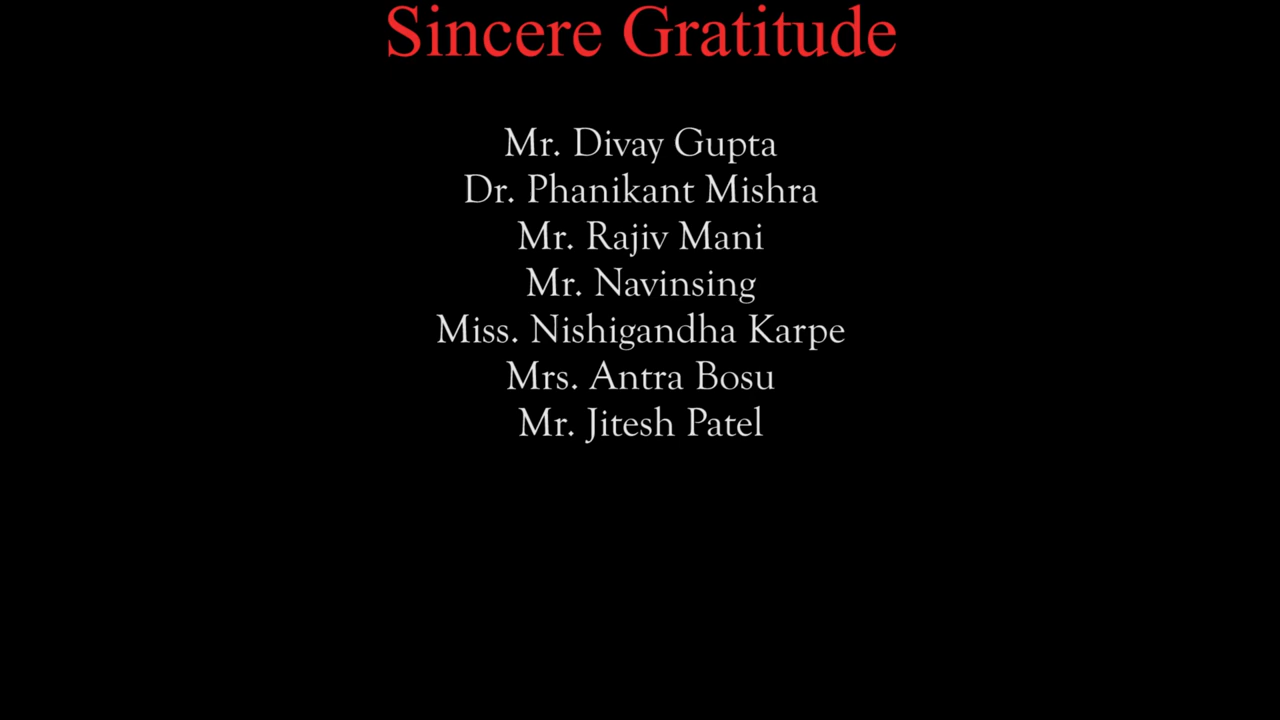 Sincere Gratitude
Mr. Divay Gupta
Dr. Phanikant Mishra
Mr. Rajiv Mani
Mr. Navinsing
Miss. Nishigandha Karpe
Mrs. Antra Bosu
Mr. Jitesh Patel